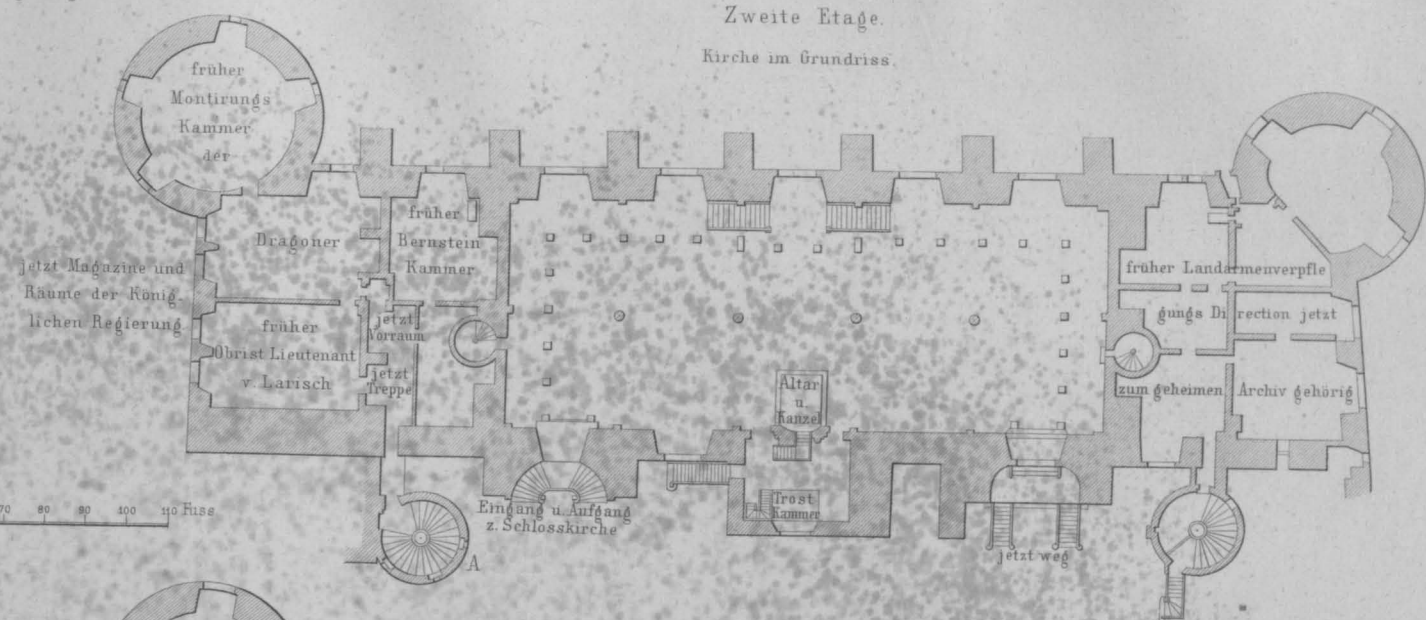 Zweite Etage.
Kirche im Grundriss.
früher
Montirungs
Kammer
der
Dragoner
früher
Bernstein
Kammer
jetzt Magazine und
Räume der König-
lichen Regierung
früher
Obrist Lieutenant
v. Larisch
jetzt
Vorraum
jetzt
Treppe
früher Landarmenverpfle
gungs Direction jetzt
zum geheimen Archiv gehörig
Altar
u.
Kanzel
Trost
Kammer
Eingang u. Aufgang
z. Schlosskirche
jetzt weg
A
70 80 90 100 110 Fuss